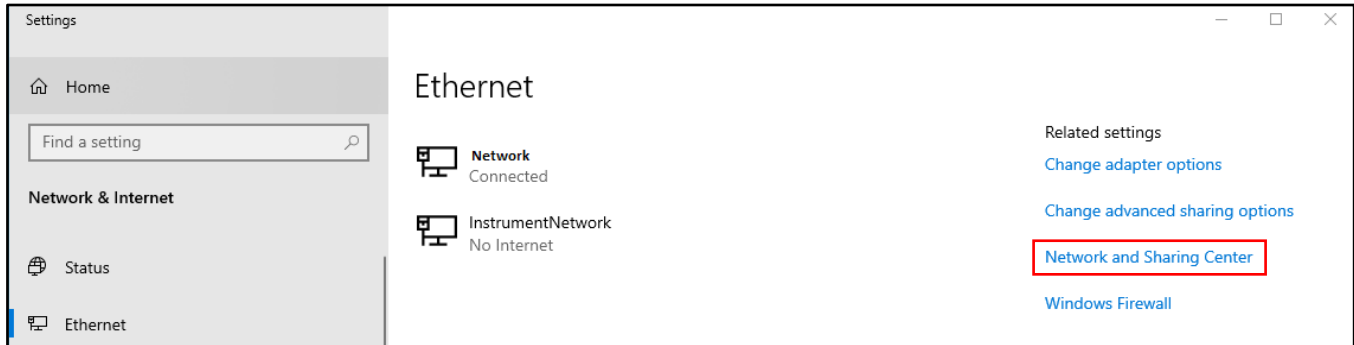 Settings
Home
Find a setting
Network & Internet
Status
Ethernet
Ethernet
Network
Connected
InstrumentNetwork
No Internet
Related settings
Change adapter options
Change advanced sharing options
Network and Sharing Center
Windows Firewall